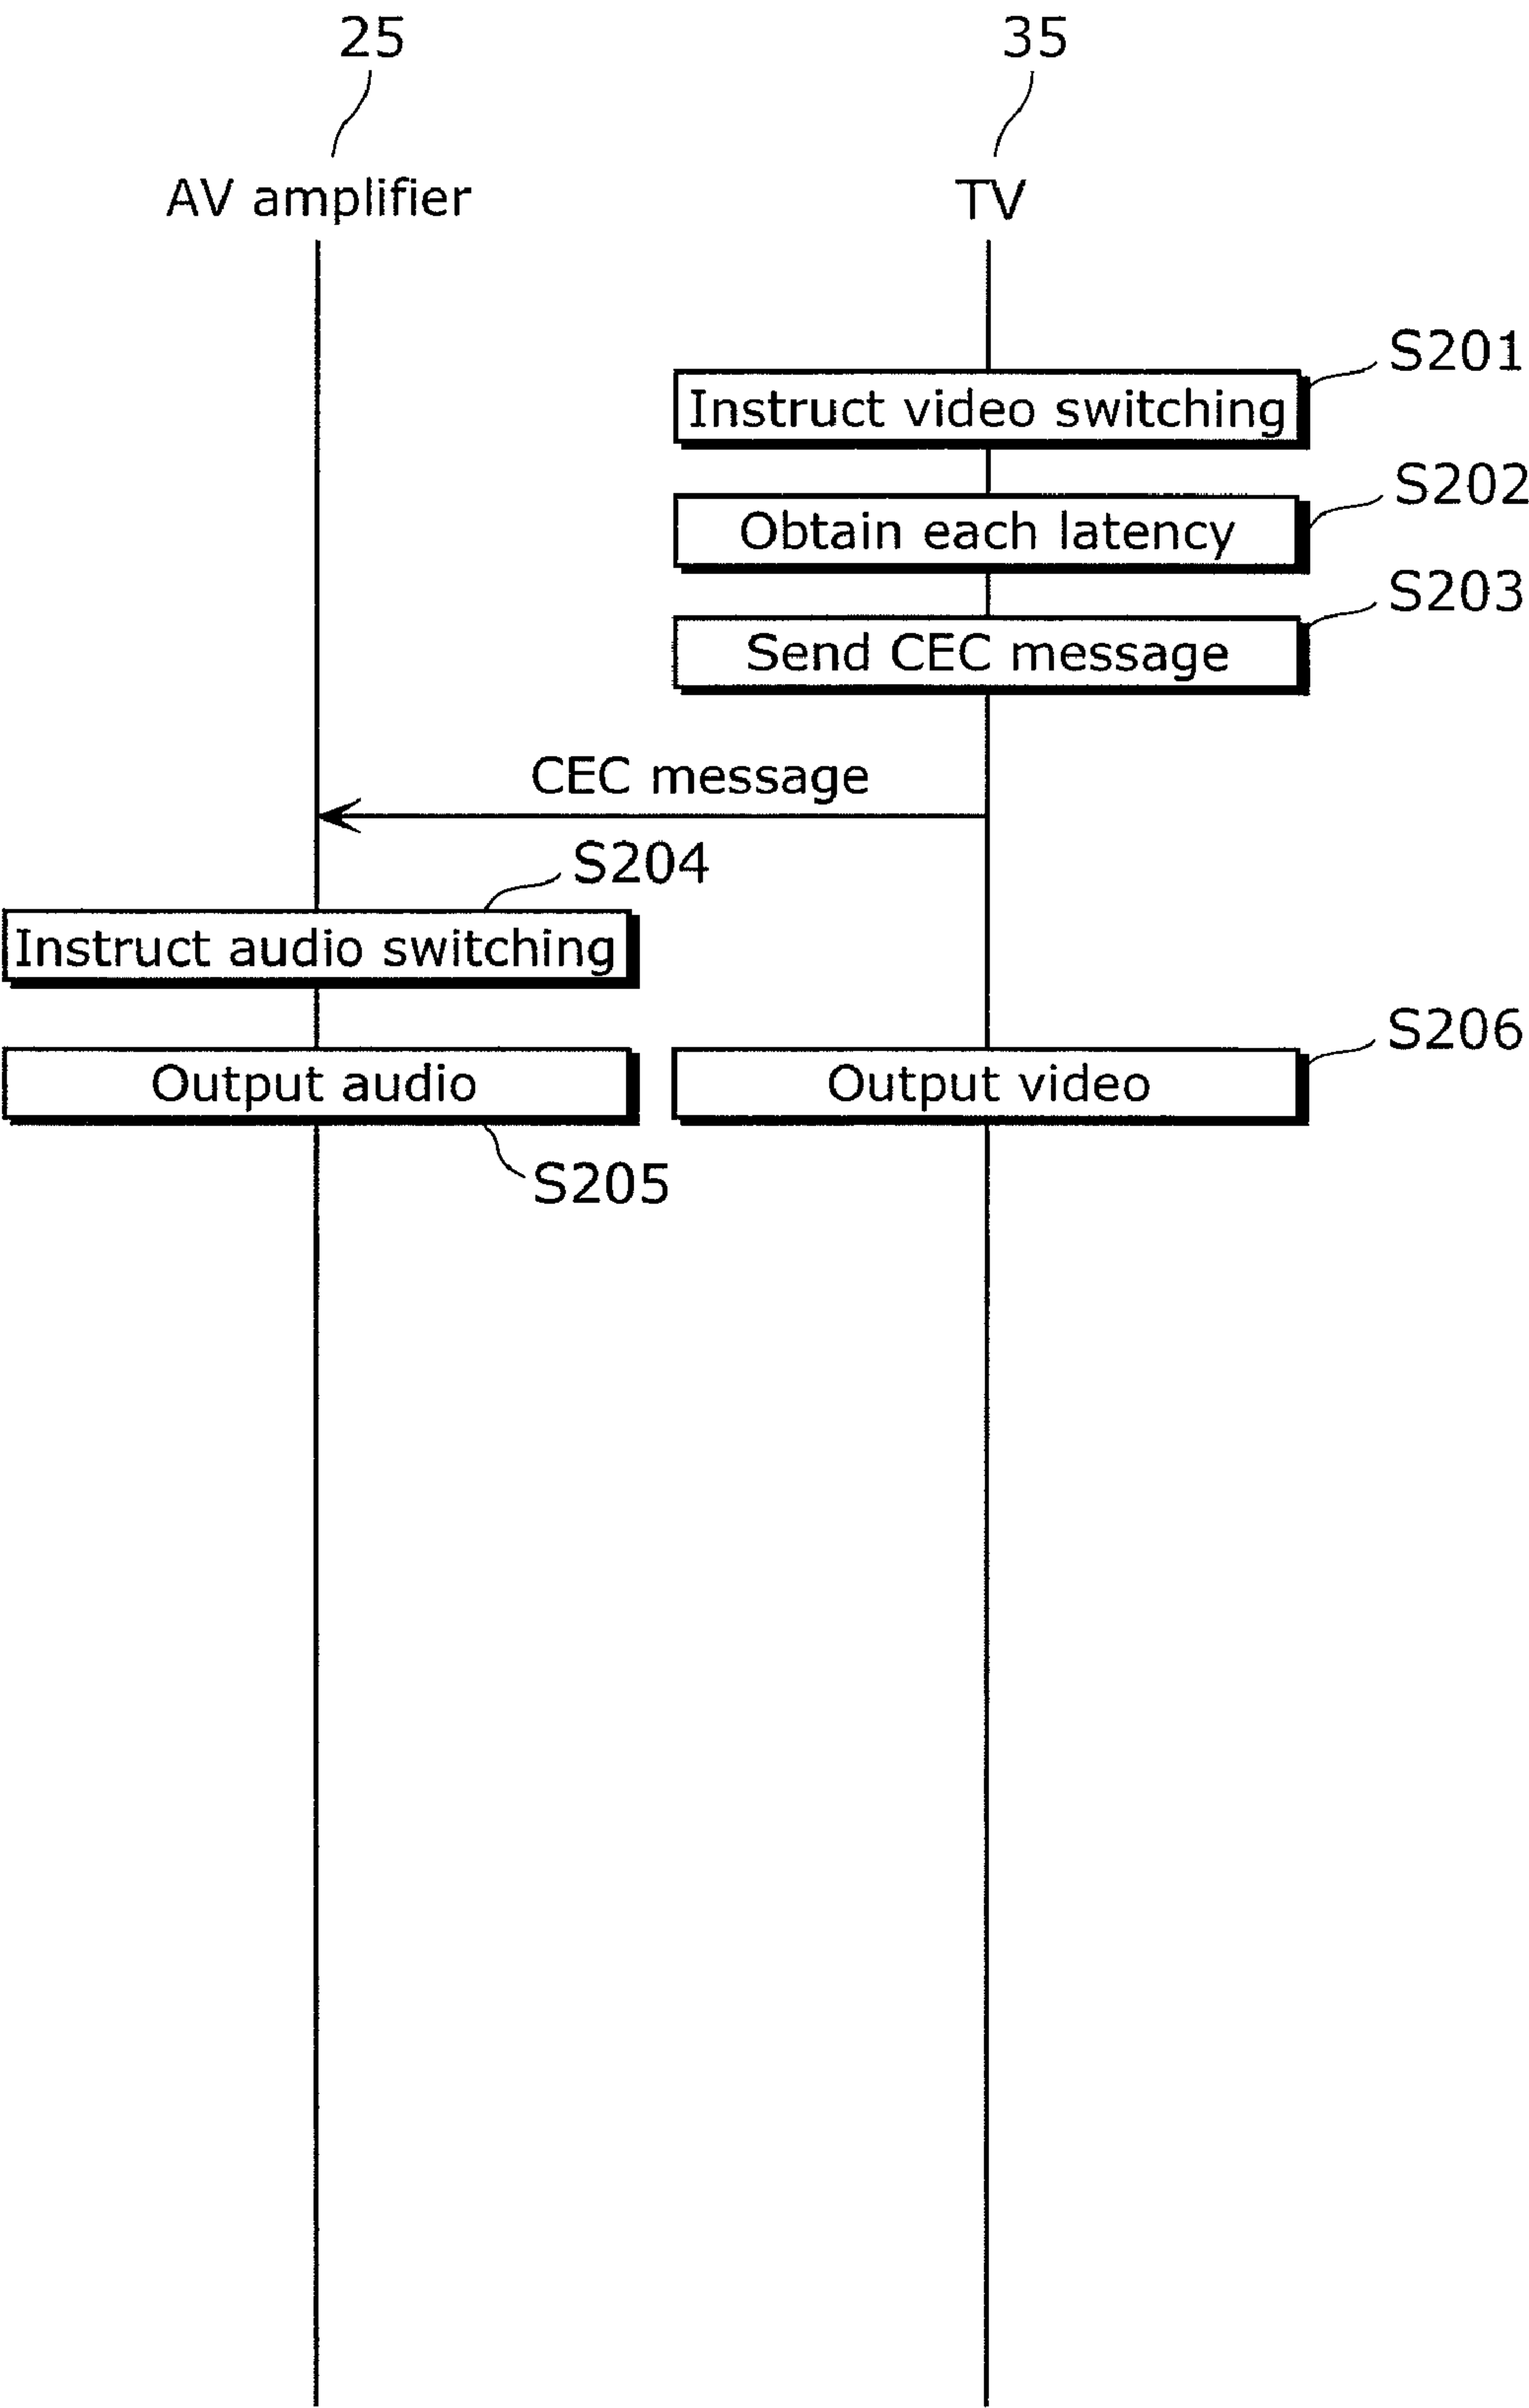 25
35
AV amplifier
TV
S201
Instruct video switching
S202
Obtain each latency
S203
Send CEC message
CEC message
S204
Instruct audio switching
S206
Output audio
Output video
S205